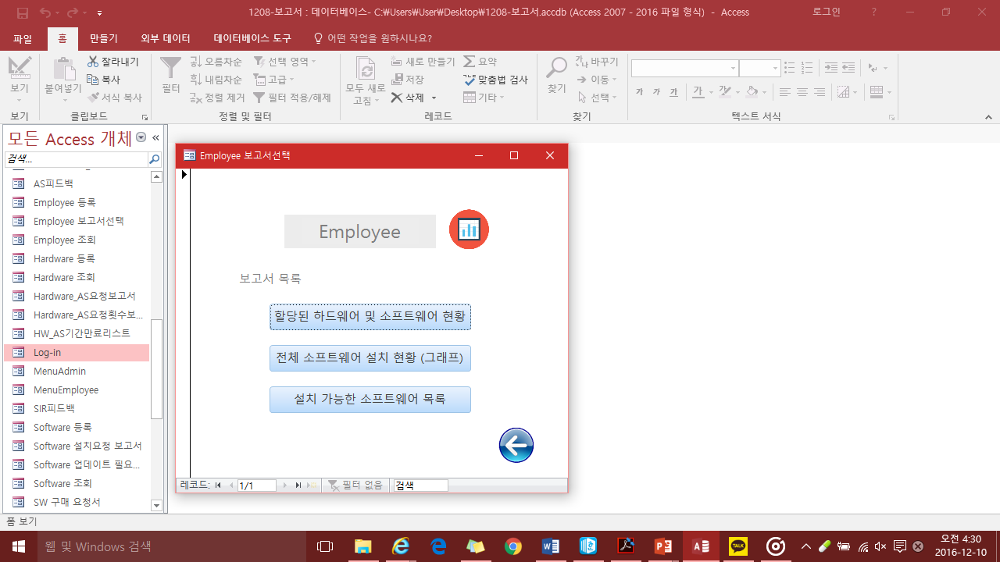 1208-보고서 : 데이터베이스- C:₩Users₩User₩Desktop₩1208-보고서.accdb (Access 2007 - 2016 파일 형식) - Access
로그인
?
파일
홈
만들기
외부 데이터
데이터베이스 도구
어떤 작업을 원하시나요?
보기
붙여넣기
잘라내기
복사
서식 복사
필터
오름차순
내림차순
정렬 제거
선택 영역
고급
필터 적용/해제
모두 새로 고침
새로 만들기
저장
삭제
요약
맞춤법 검사
기타
찾기
바꾸기
이동
선택
가 가 가 가
보기
클립보드
정렬 및 필터
레코드
찾기
텍스트 서식
모든 Access 개체
검색...
AS피드백
Employee 등록
Employee 보고서선택
Employee 조회
Hardware 등록
Hardware 조회
Hardware_AS요청보고서
Hardware_AS요청횟수보...
HW_AS기간만료리스트
Log-in
MenuAdmin
MenuEmployee
SIR피드백
Software 등록
Software 설치요청 보고서
Software 업데이트 필요...
Software 조회
SW 구매 요청서
Employee 보고서선택
Employee
보고서 목록
할당된 하드웨어 및 소프트웨어 현황
전체 소프트웨어 설치 현황 (그래프)
설치 가능한 소프트웨어 목록
레코드:
1/1
필터 없음
검색
폼 보기
웹 및 Windows 검색
TALK
오전 4:30
2016-12-10